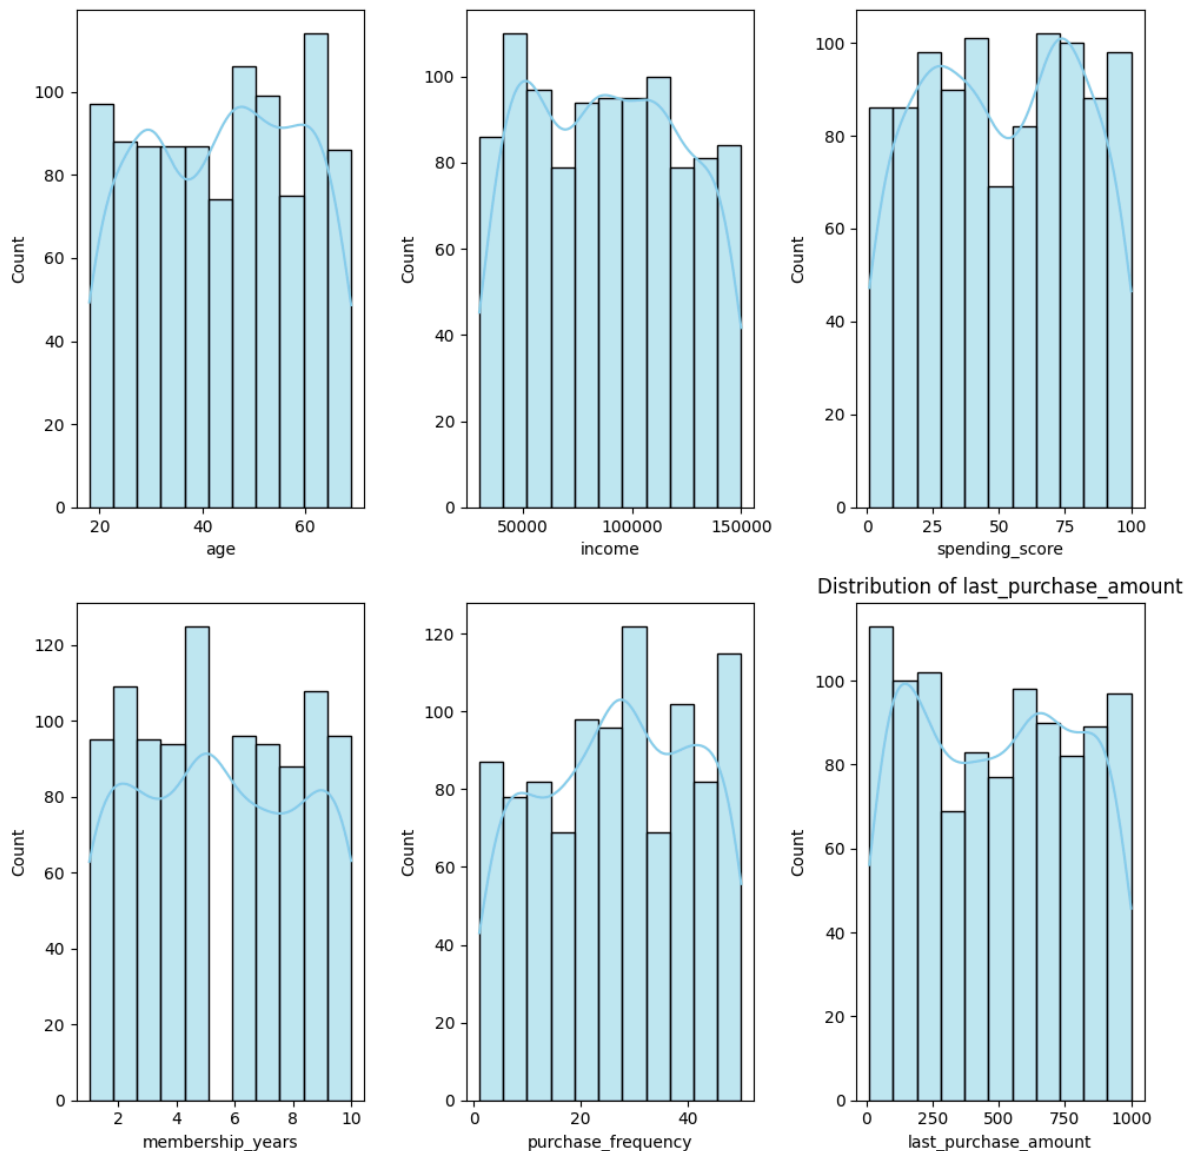 100
80
60
40
20
0
Count
20 40 60
age
100
80
60
40
20
0
Count
50000 100000 150000
income
100
80
60
40
20
0
Count
0 25 50 75 100
spending_score
120
100
80
60
40
20
0
Count
2 4 6 8 10
membership_years
120
100
80
60
40
20
0
Count
0 20 40
purchase_frequency
Distribution of last_purchase_amount
100
80
60
40
20
0
Count
0 250 500 750 1000
last_purchase_amount